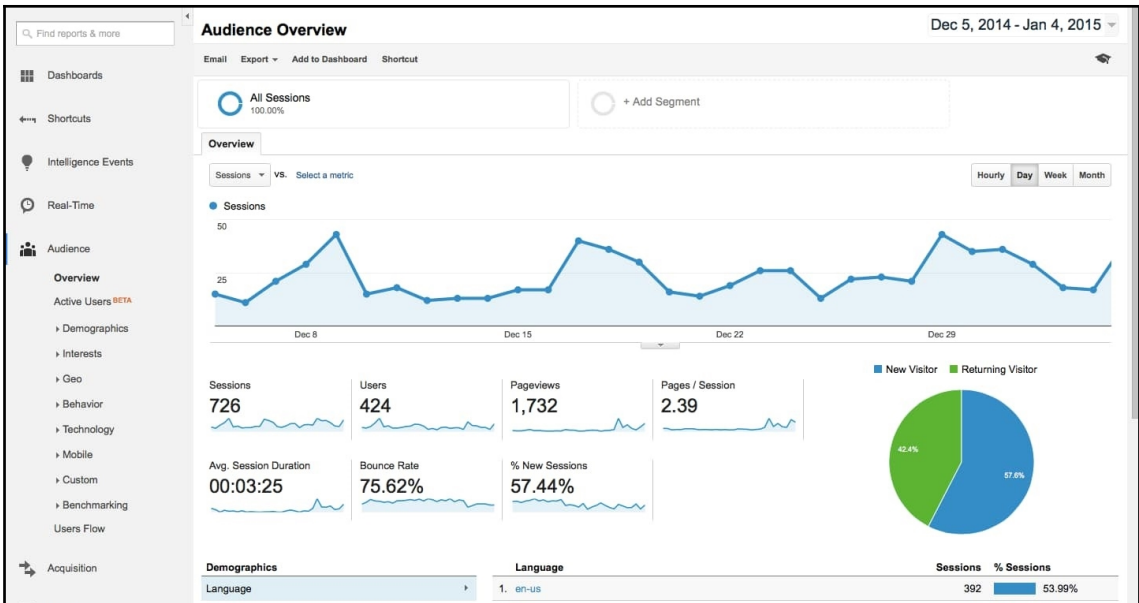 Find reports & more
Dashboards
Shortcuts
Intelligence Events
Real-Time
Audience
Overview
Active Users BETA
Demographics
Interests
Geo
Behavior
Technology
Mobile
Custom
Benchmarking
Users Flow
Acquisition
Audience Overview
Dec 5, 2014 - Jan 4, 2015
Email Export Add to Dashboard Shortcut
All Sessions
100.00%
+ Add Segment
Overview
Sessions VS. Select a metric
Hourly Day Week Month
Sessions
50
25
Dec 8 Dec 15 Dec 22 Dec 29
New Visitor Returning Visitor
Sessions Users Pageviews Pages / Session
726 424 1,732 2.39
Avg. Session Duration Bounce Rate % New Sessions
00:03:25 75.62% 57.44%
42.4%
57.6%
Demographics Language Sessions % Sessions
Language 1. en-us 392 53.99%